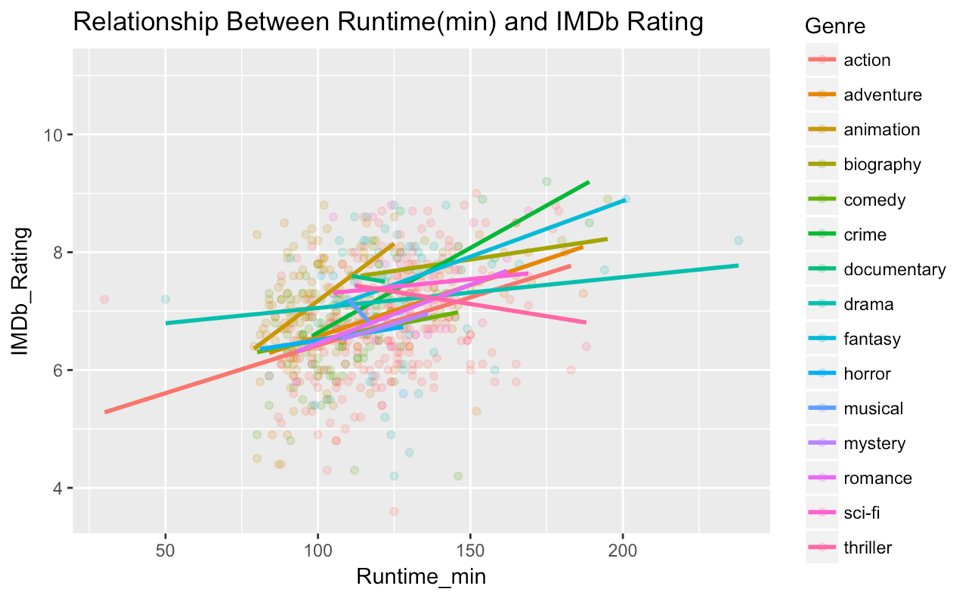 Relationship Between Runtime(min) and IMDb Rating
Genre
action
adventure
animation
biography
comedy
crime
documentary
drama
fantasy
horror
musical
mystery
romance
sci-fi
thriller
IMDb_Rating
10
8
6
4
50
100
150
200
Runtime_min